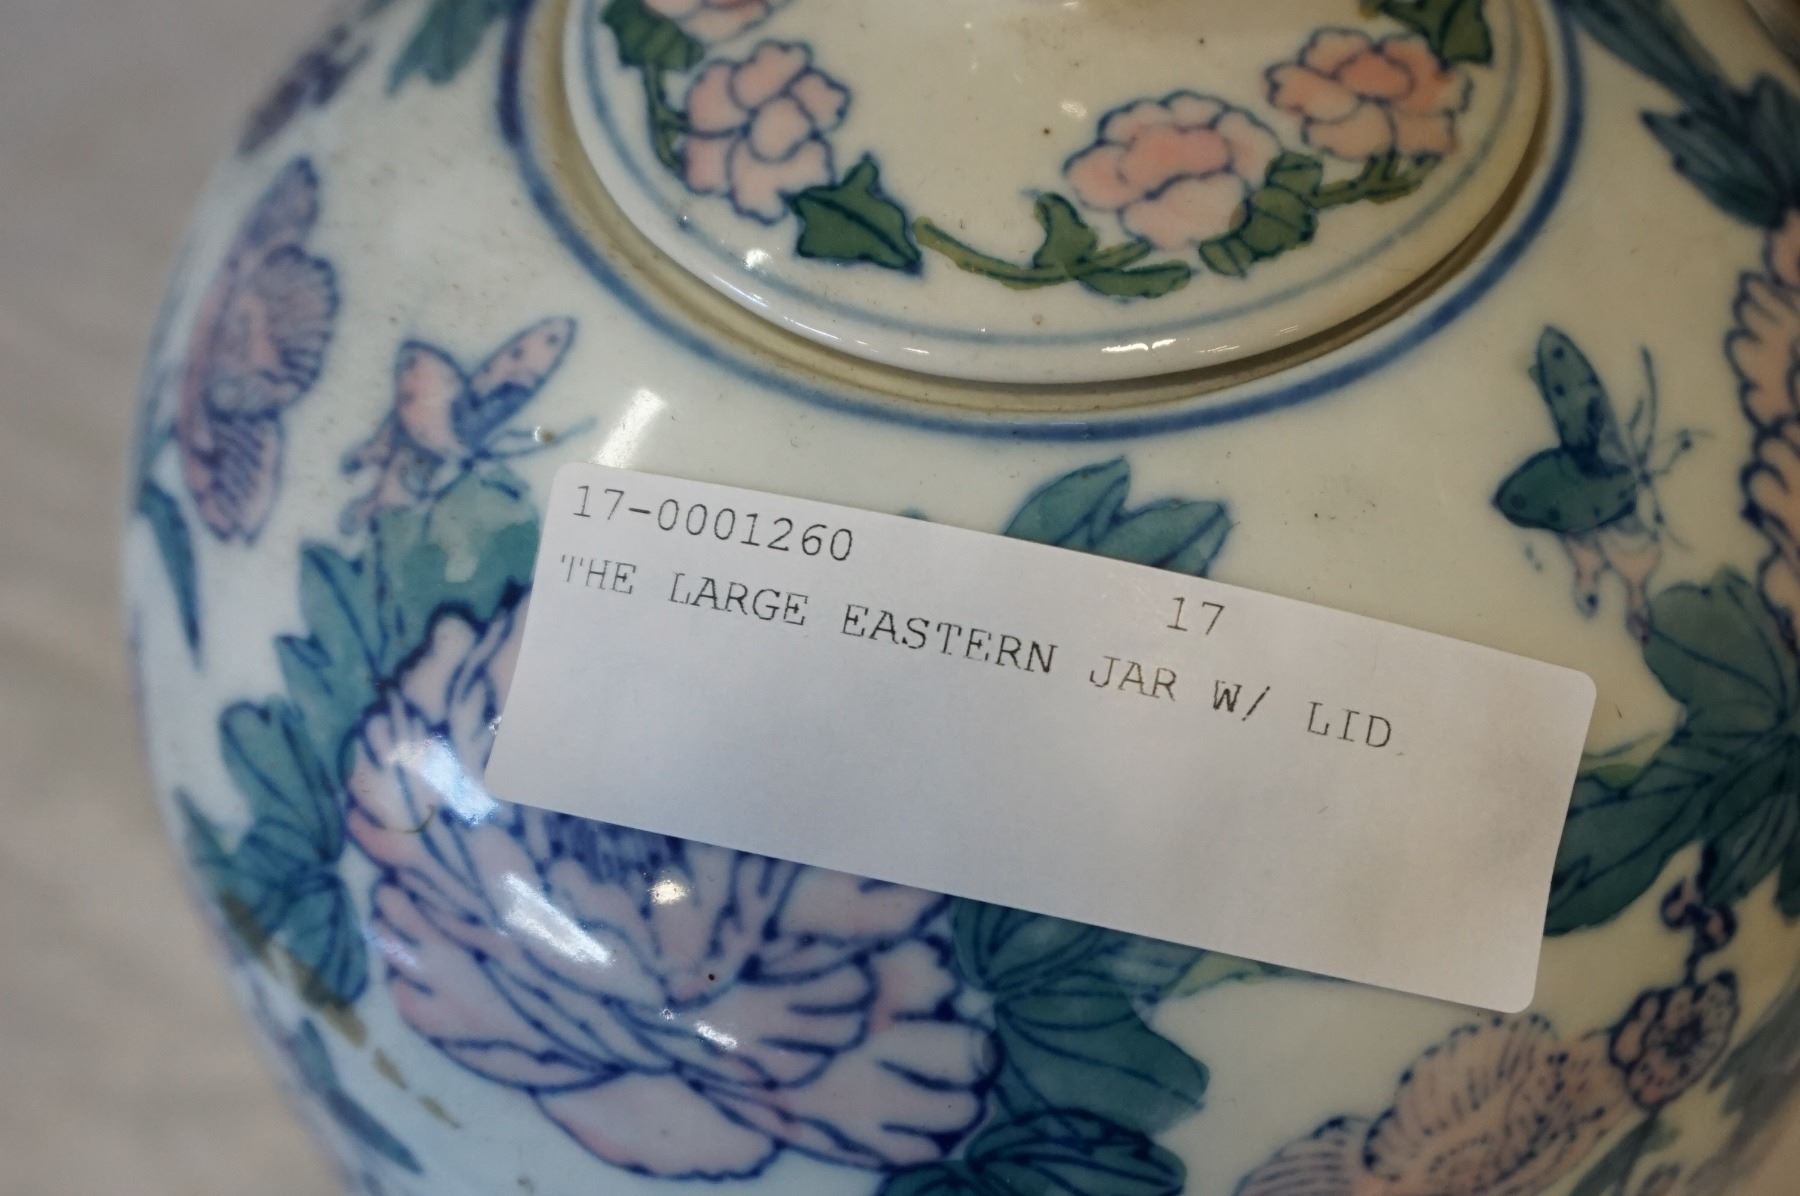 17-0001260
17
THE LARGE EASTERN JAR W/ LID